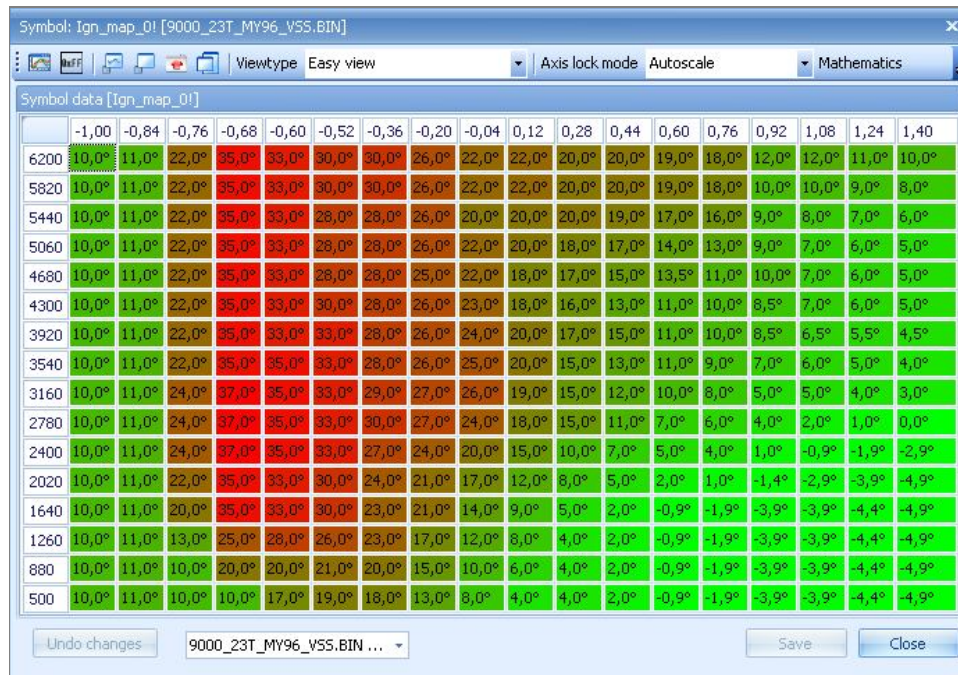 Symbol: Ign_map_0! [9000_23T_MY96_VSS.BIN]
0xFF Viewtype Easy view Axis lock mode Autoscale Mathematics
Symbol data [Ign_map_0!]
-1,00 -0,84 -0,76 -0,68 -0,60 -0,52 -0,36 -0,20 -0,04 0,12 0,28 0,44 0,60 0,76 0,92 1,08 1,24 1,40
6200 10,0° 11,0° 22,0° 35,0° 33,0° 30,0° 30,0° 26,0° 22,0° 22,0° 20,0° 20,0° 19,0° 18,0° 12,0° 12,0° 11,0° 10,0°
5820 10,0° 11,0° 22,0° 35,0° 33,0° 30,0° 30,0° 26,0° 22,0° 22,0° 20,0° 20,0° 19,0° 18,0° 10,0° 10,0° 9,0° 8,0°
5440 10,0° 11,0° 22,0° 35,0° 33,0° 28,0° 28,0° 26,0° 20,0° 20,0° 20,0° 19,0° 17,0° 16,0° 9,0° 8,0° 7,0° 6,0°
5060 10,0° 11,0° 22,0° 35,0° 33,0° 28,0° 28,0° 26,0° 22,0° 20,0° 18,0° 17,0° 14,0° 13,0° 9,0° 7,0° 6,0° 5,0°
4680 10,0° 11,0° 22,0° 35,0° 33,0° 28,0° 28,0° 25,0° 22,0° 18,0° 17,0° 15,0° 13,5° 11,0° 10,0° 7,0° 6,0° 5,0°
4300 10,0° 11,0° 22,0° 35,0° 33,0° 30,0° 28,0° 26,0° 23,0° 18,0° 16,0° 13,0° 11,0° 10,0° 8,5° 7,0° 6,0° 5,0°
3920 10,0° 11,0° 22,0° 35,0° 33,0° 33,0° 28,0° 26,0° 24,0° 20,0° 17,0° 15,0° 11,0° 10,0° 8,5° 6,5° 5,5° 4,5°
3540 10,0° 11,0° 22,0° 35,0° 35,0° 33,0° 28,0° 26,0° 25,0° 20,0° 15,0° 13,0° 11,0° 9,0° 7,0° 6,0° 5,0° 4,0°
3160 10,0° 11,0° 24,0° 37,0° 35,0° 33,0° 29,0° 27,0° 26,0° 19,0° 15,0° 12,0° 10,0° 8,0° 5,0° 5,0° 4,0° 3,0°
2780 10,0° 11,0° 24,0° 37,0° 35,0° 33,0° 30,0° 27,0° 24,0° 18,0° 15,0° 11,0° 7,0° 6,0° 4,0° 2,0° 1,0° 0,0°
2400 10,0° 11,0° 24,0° 37,0° 35,0° 33,0° 27,0° 24,0° 20,0° 15,0° 10,0° 7,0° 5,0° 4,0° 1,0° -0,9° -1,9° -2,9°
2020 10,0° 11,0° 22,0° 35,0° 33,0° 30,0° 24,0° 21,0° 17,0° 12,0° 8,0° 5,0° 2,0° 1,0° -1,4° -2,9° -3,9° -4,9°
1640 10,0° 11,0° 20,0° 35,0° 33,0° 30,0° 23,0° 21,0° 14,0° 9,0° 5,0° 2,0° -0,9° -1,9° -3,9° -3,9° -4,4° -4,9°
1260 10,0° 11,0° 13,0° 25,0° 28,0° 26,0° 23,0° 17,0° 12,0° 8,0° 4,0° 2,0° -0,9° -1,9° -3,9° -3,9° -4,4° -4,9°
880 10,0° 11,0° 10,0° 20,0° 20,0° 21,0° 20,0° 15,0° 10,0° 6,0° 4,0° 2,0° -0,9° -1,9° -3,9° -3,9° -4,4° -4,9°
500 10,0° 11,0° 10,0° 10,0° 17,0° 19,0° 18,0° 13,0° 8,0° 4,0° 4,0° 2,0° -0,9° -1,9° -3,9° -3,9° -4,4° -4,9°
Undo changes 9000_23T_MY96_VSS.BIN ... Save Close